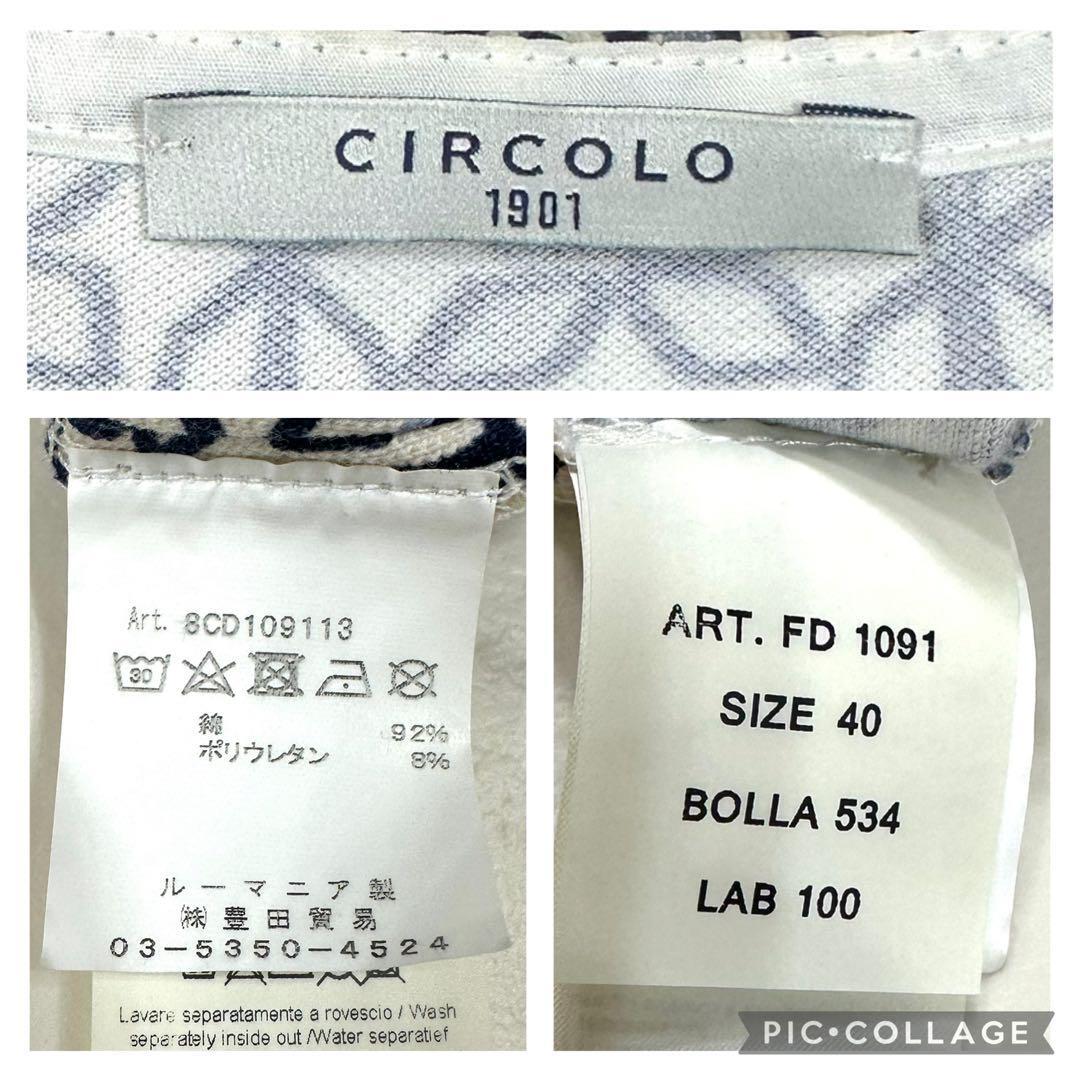 CIRCOLO
1901
Art. 8CD109113
30
綿 92%
ポリウレタン 8%
ルーマニア製
㈱豊田貿易
03-5350-4524
Lavare separatamente a rovescio / Wash
separately inside out /Water separatief
ART. FD 1091
SIZE 40
BOLLA 534
LAB 100
PIC•COLLAGE